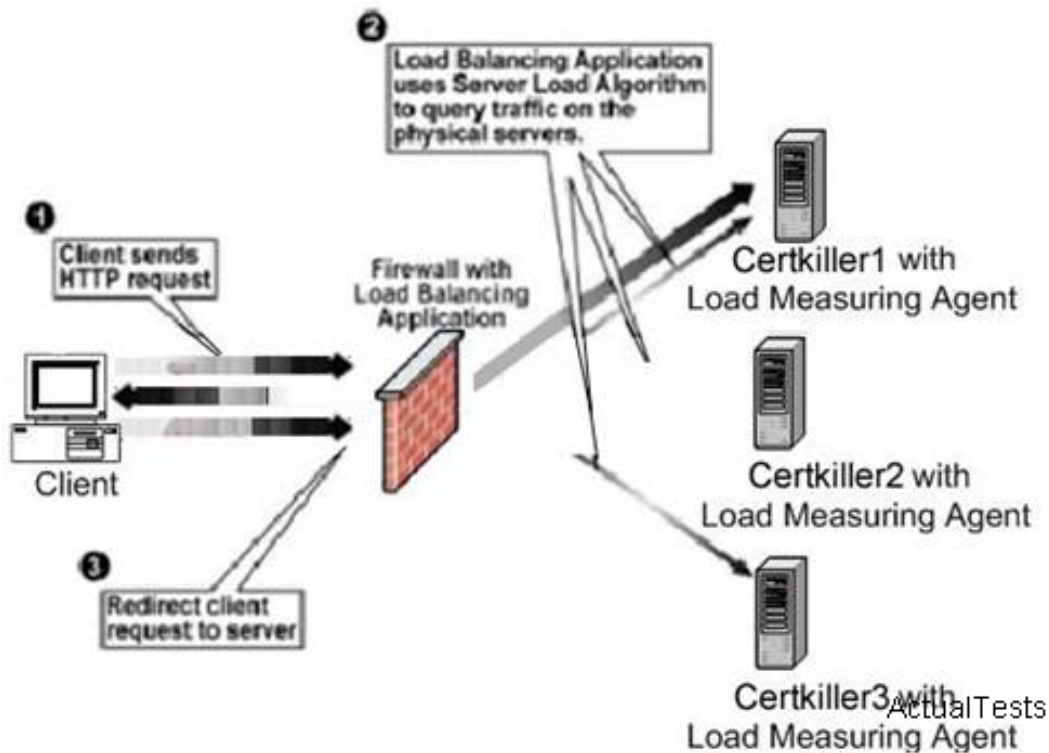 2
Load Balancing Application
uses Server Load Algorithm
to query traffic on the
physical servers.
1
Client sends
HTTP request
Firewall with
Load Balancing
Application
Certkiller1 with
Load Measuring Agent
Client
Certkiller2 with
Load Measuring Agent
3
Redirect client
request to server
Certkiller3 with
ActualTests
Load Measuring Agent